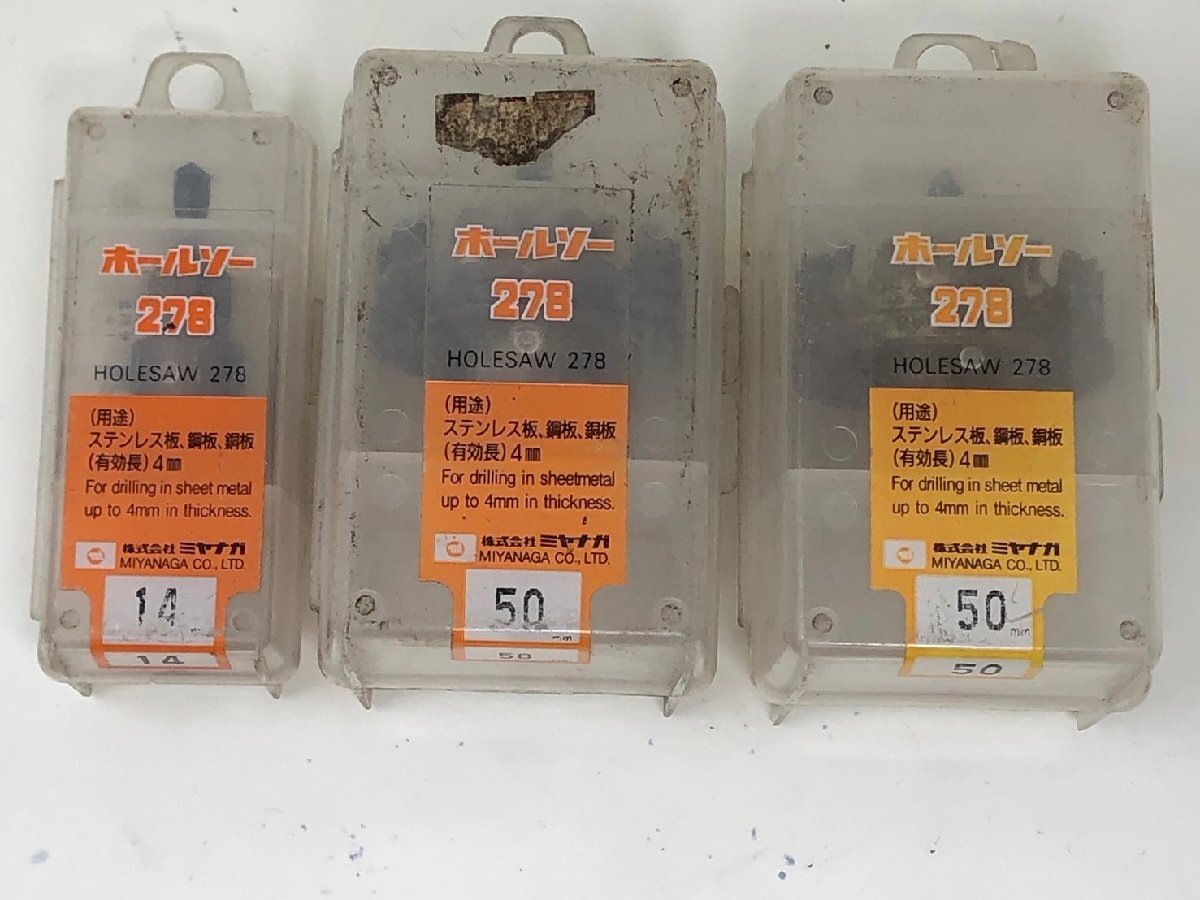 ホールソー
278
HOLESAW 278
(用途)
ステンレス板、鋼板、銅板
(有効長)4㎜
For drilling in sheet metal
up to 4mm in thickness.
株式会社 ミヤナガ
MIYANAGA CO., LTD.
14
14
ホールソー
278
HOLESAW 278
(用途)
ステンレス板、鋼板、銅板
(有効長)4㎜
For drilling in sheetmetal
up to 4mm in thickness.
株式会社 ミヤナガ
MIYANAGA CO., LTD.
50 mm
50
ホールソー
278
HOLESAW 278
(用途)
ステンレス板、鋼板、銅板
(有効長)4㎜
For drilling in sheet metal
up to 4mm in thickness.
株式会社 ミヤナガ
MIYANAGA CO., LTD.
50 mm
50